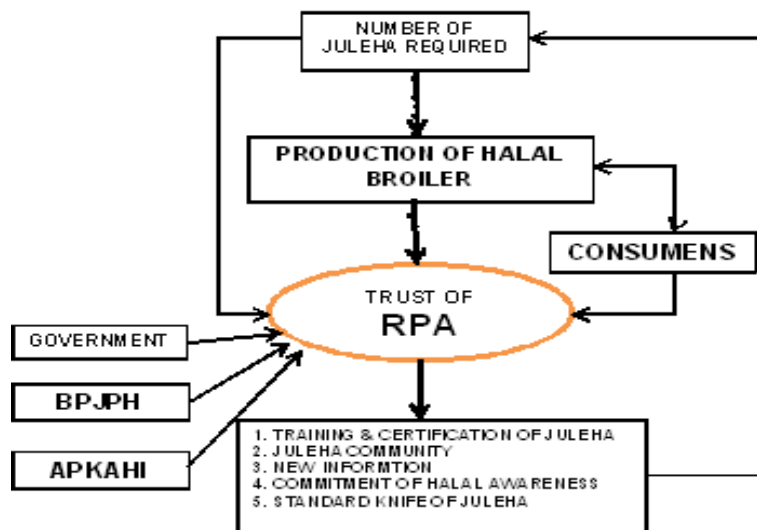 NUMBER OF
JULEHA REQUIRED
PRODUCTION OF HALAL
BROILER
CONSUMENS
TRUST OF
RPA
GOVERNMENT
BPJPH
APKAHI
1. TRAINING & CERTIFICATION OF JULEHA
2. JULEHA COMMUNITY
3. NEW INFORMTION
4. COMMITMENT OF HALAL AWARENESS
5. STANDARD KNIFE OF JULEHA